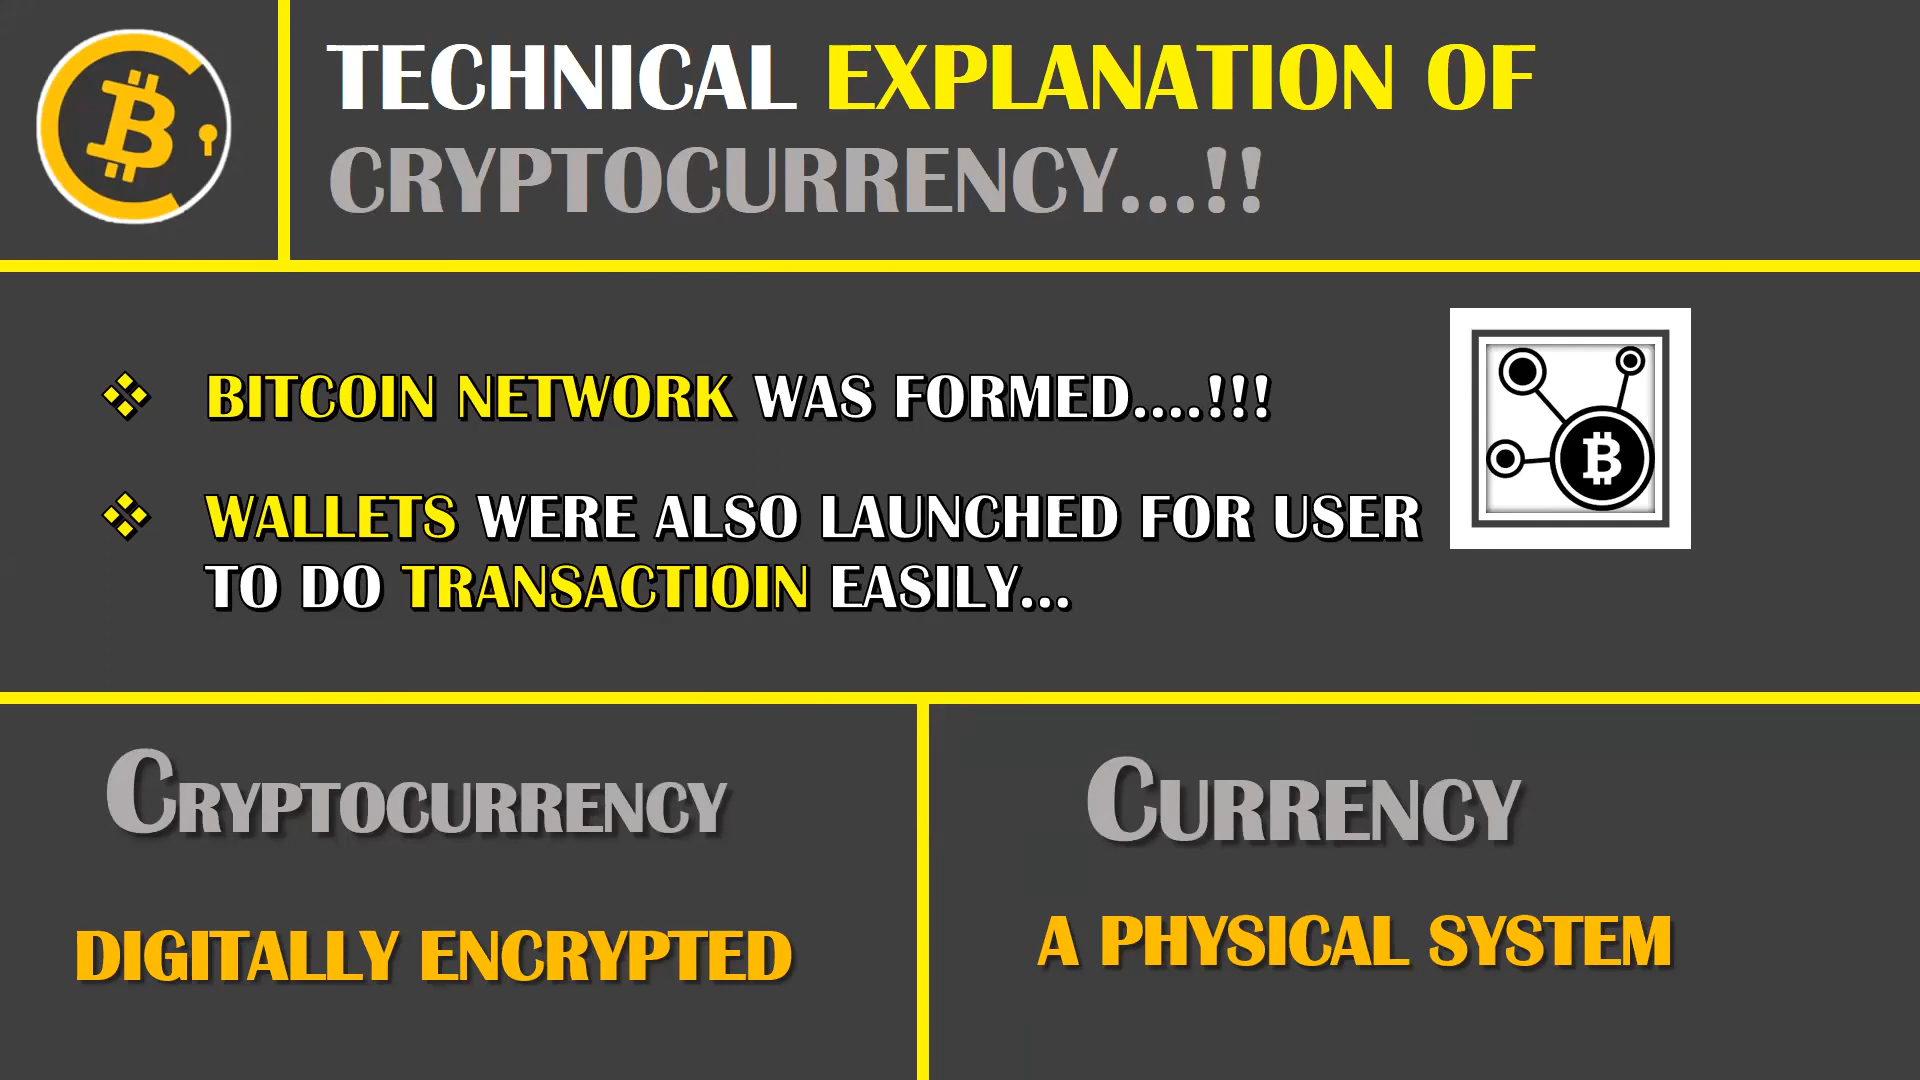 TECHNICAL EXPLANATION OF
CRYPTOCURRENCY...!!
❖ BITCOIN NETWORK WAS FORMED....!!!
❖ WALLETS WERE ALSO LAUNCHED FOR USER
TO DO TRANSACTIOIN EASILY...
CRYPTOCURRENCY
DIGITALLY ENCRYPTED
CURRENCY
A PHYSICAL SYSTEM